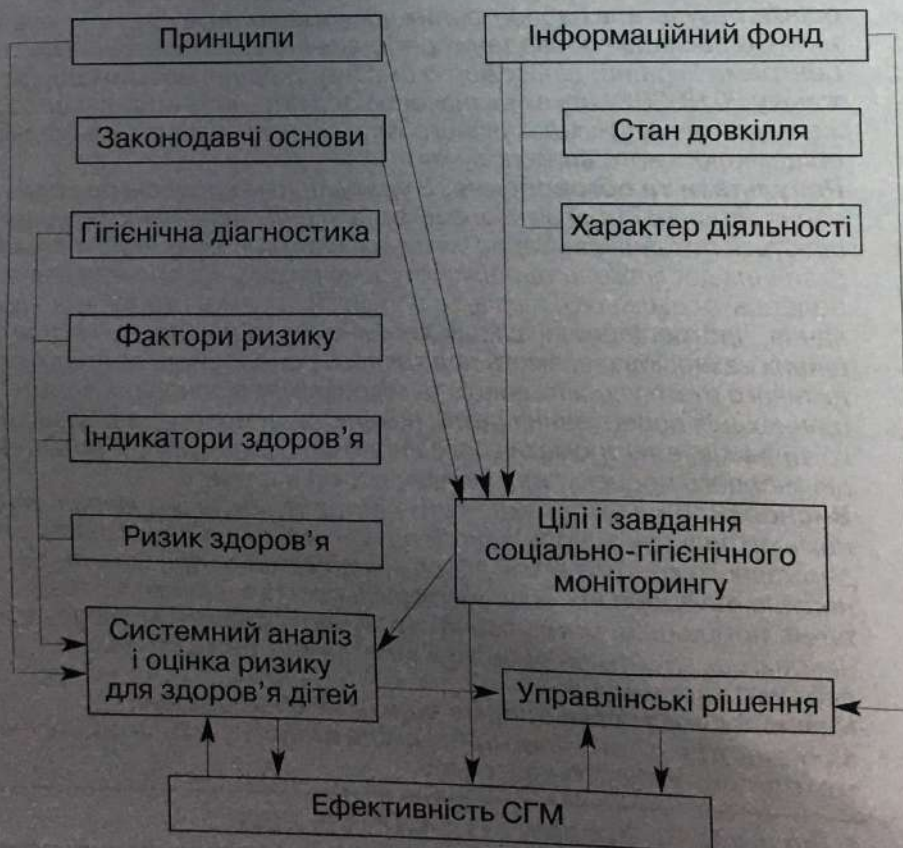 Принципи
Інформаційний фонд
Законодавчі основи
Стан довкілля
Гігієнічна діагностика
Характер діяльності
Фактори ризику
Індикатори здоров'я
Ризик здоров'я
Цілі і завдання
соціально-гігієнічного
моніторингу
Системний аналіз
і оцінка ризику
для здоров'я дітей
Управлінські рішення
Ефективність СГМ